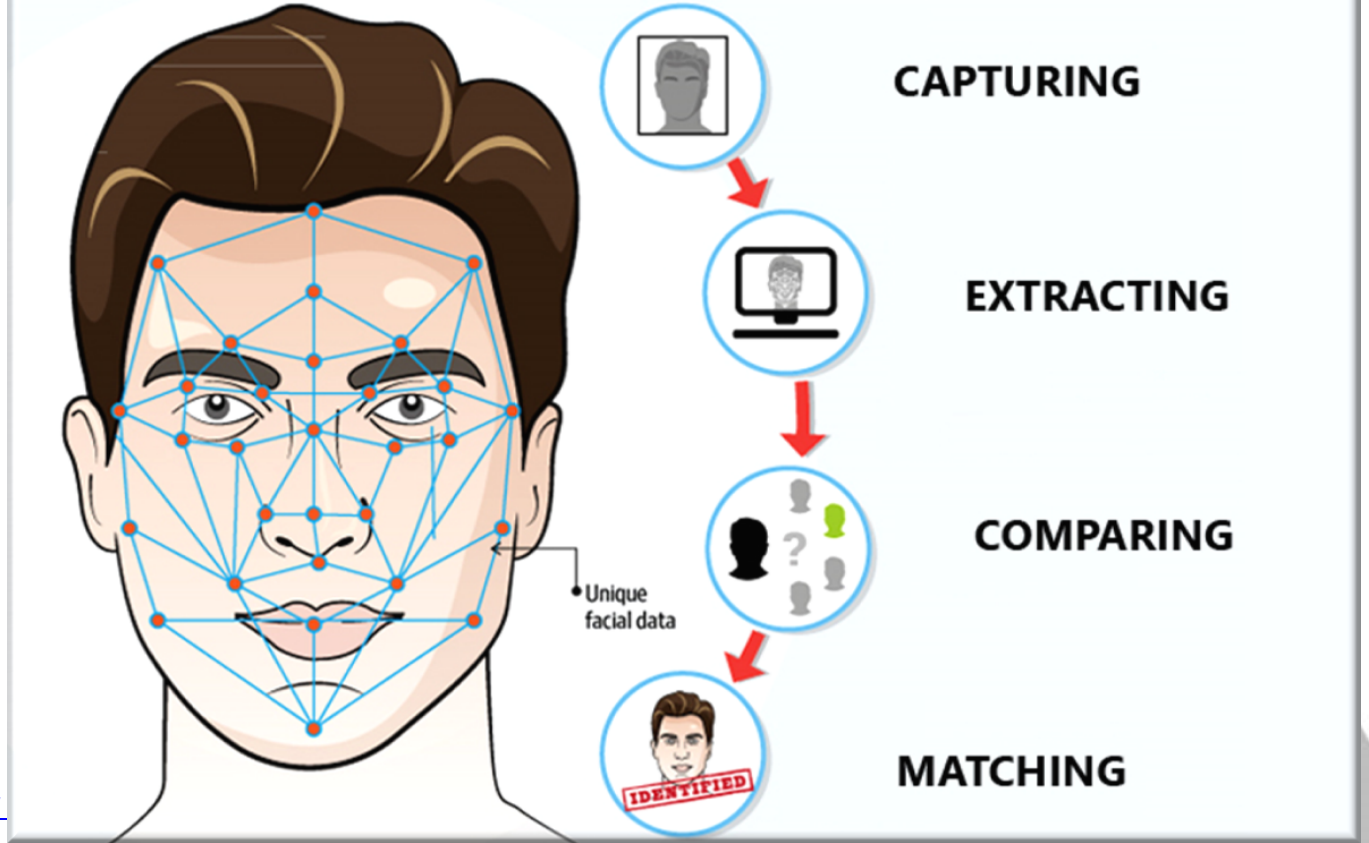 CAPTURING
EXTRACTING
COMPARING
?
Unique
facial data
IDENTIFIED
MATCHING